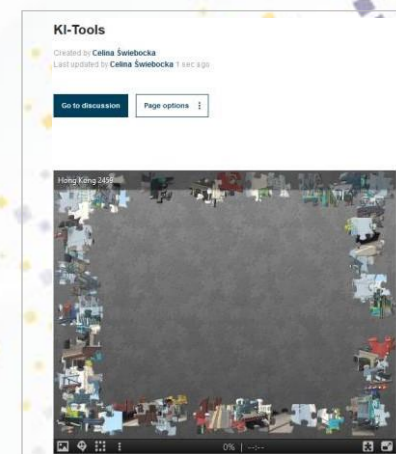 KI-Tools
Created by Celina Świebocka
Last updated by Celina Świebocka 1 sec ago
Go to discussion
Page options
Hong Kong 2459
0% | --:--